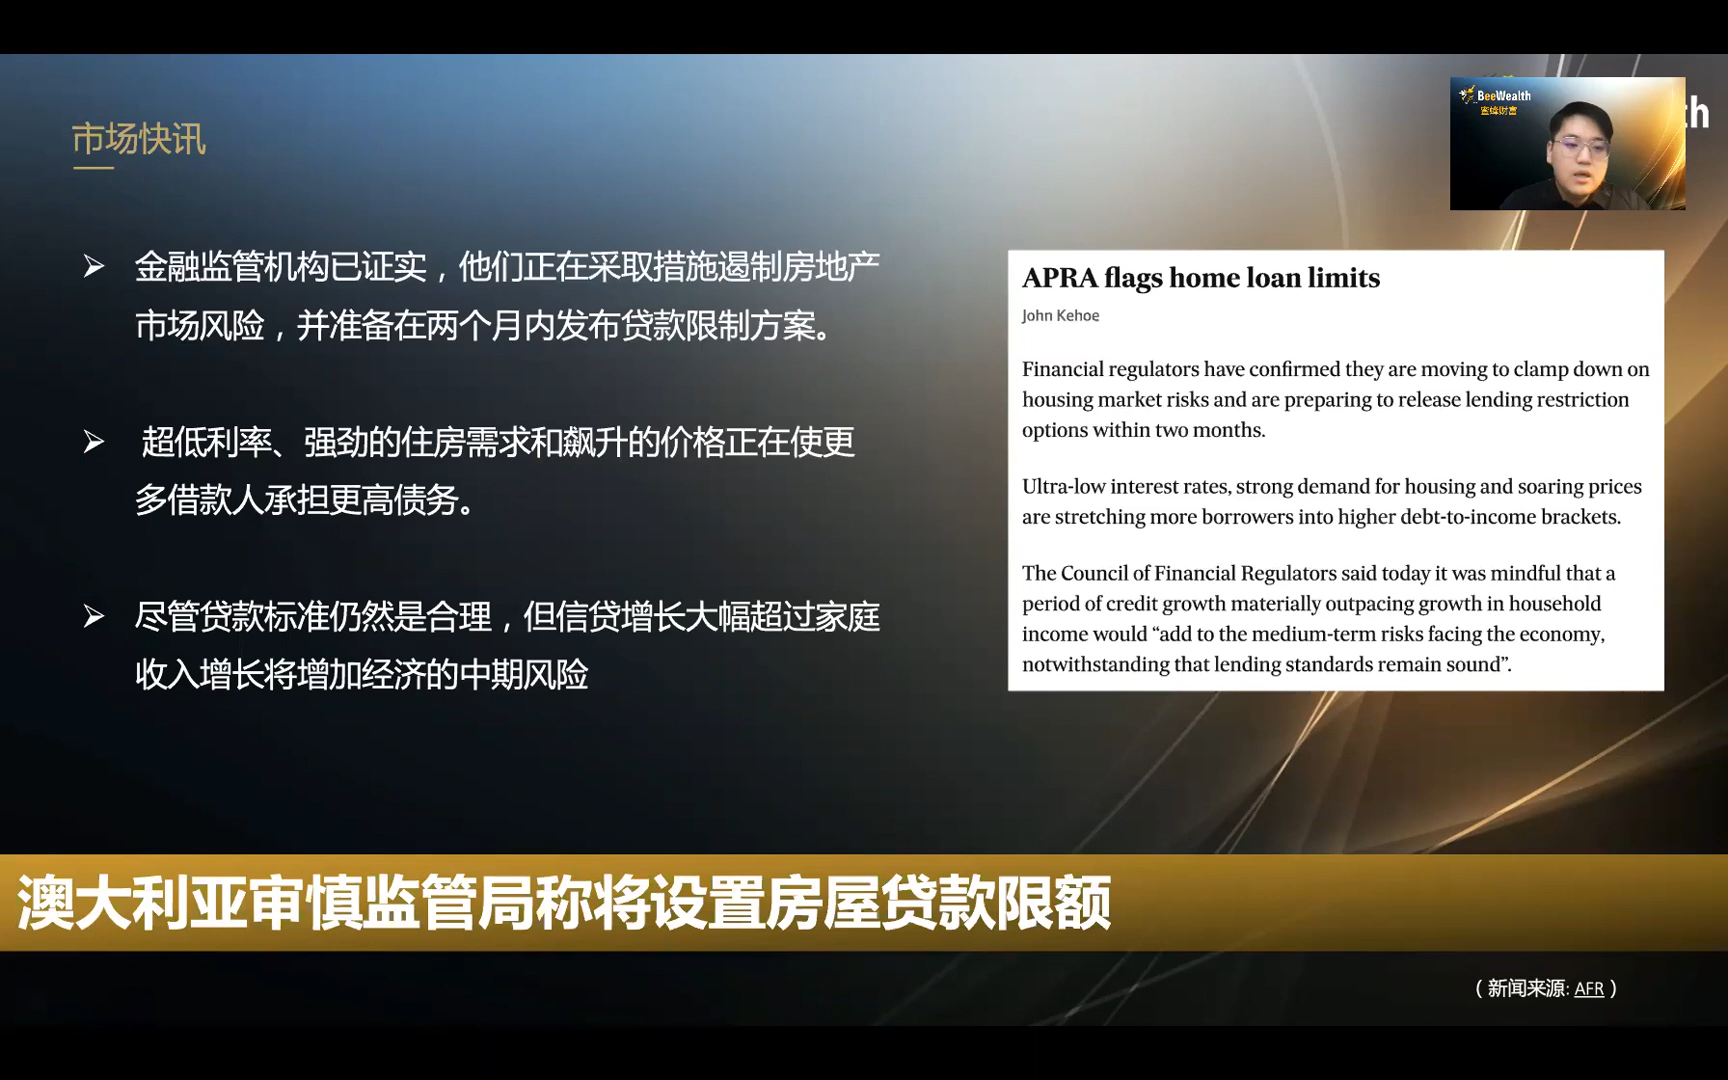 市场快讯
BeeWealth
蜜蜂财富
th
➢ 金融监管机构已证实，他们正在采取措施遏制房地产
市场风险，并准备在两个月内发布贷款限制方案。
➢ 超低利率、强劲的住房需求和飙升的价格正在使更
多借款人承担更高债务。
➢ 尽管贷款标准仍然是合理，但信贷增长大幅超过家庭
收入增长将增加经济的中期风险
APRA flags home loan limits
John Kehoe
Financial regulators have confirmed they are moving to clamp down on
housing market risks and are preparing to release lending restriction
options within two months.
Ultra-low interest rates, strong demand for housing and soaring prices
are stretching more borrowers into higher debt-to-income brackets.
The Council of Financial Regulators said today it was mindful that a
period of credit growth materially outpacing growth in household
income would “add to the medium-term risks facing the economy,
notwithstanding that lending standards remain sound”.
澳大利亚审慎监管局称将设置房屋贷款限额
（新闻来源: AFR ）